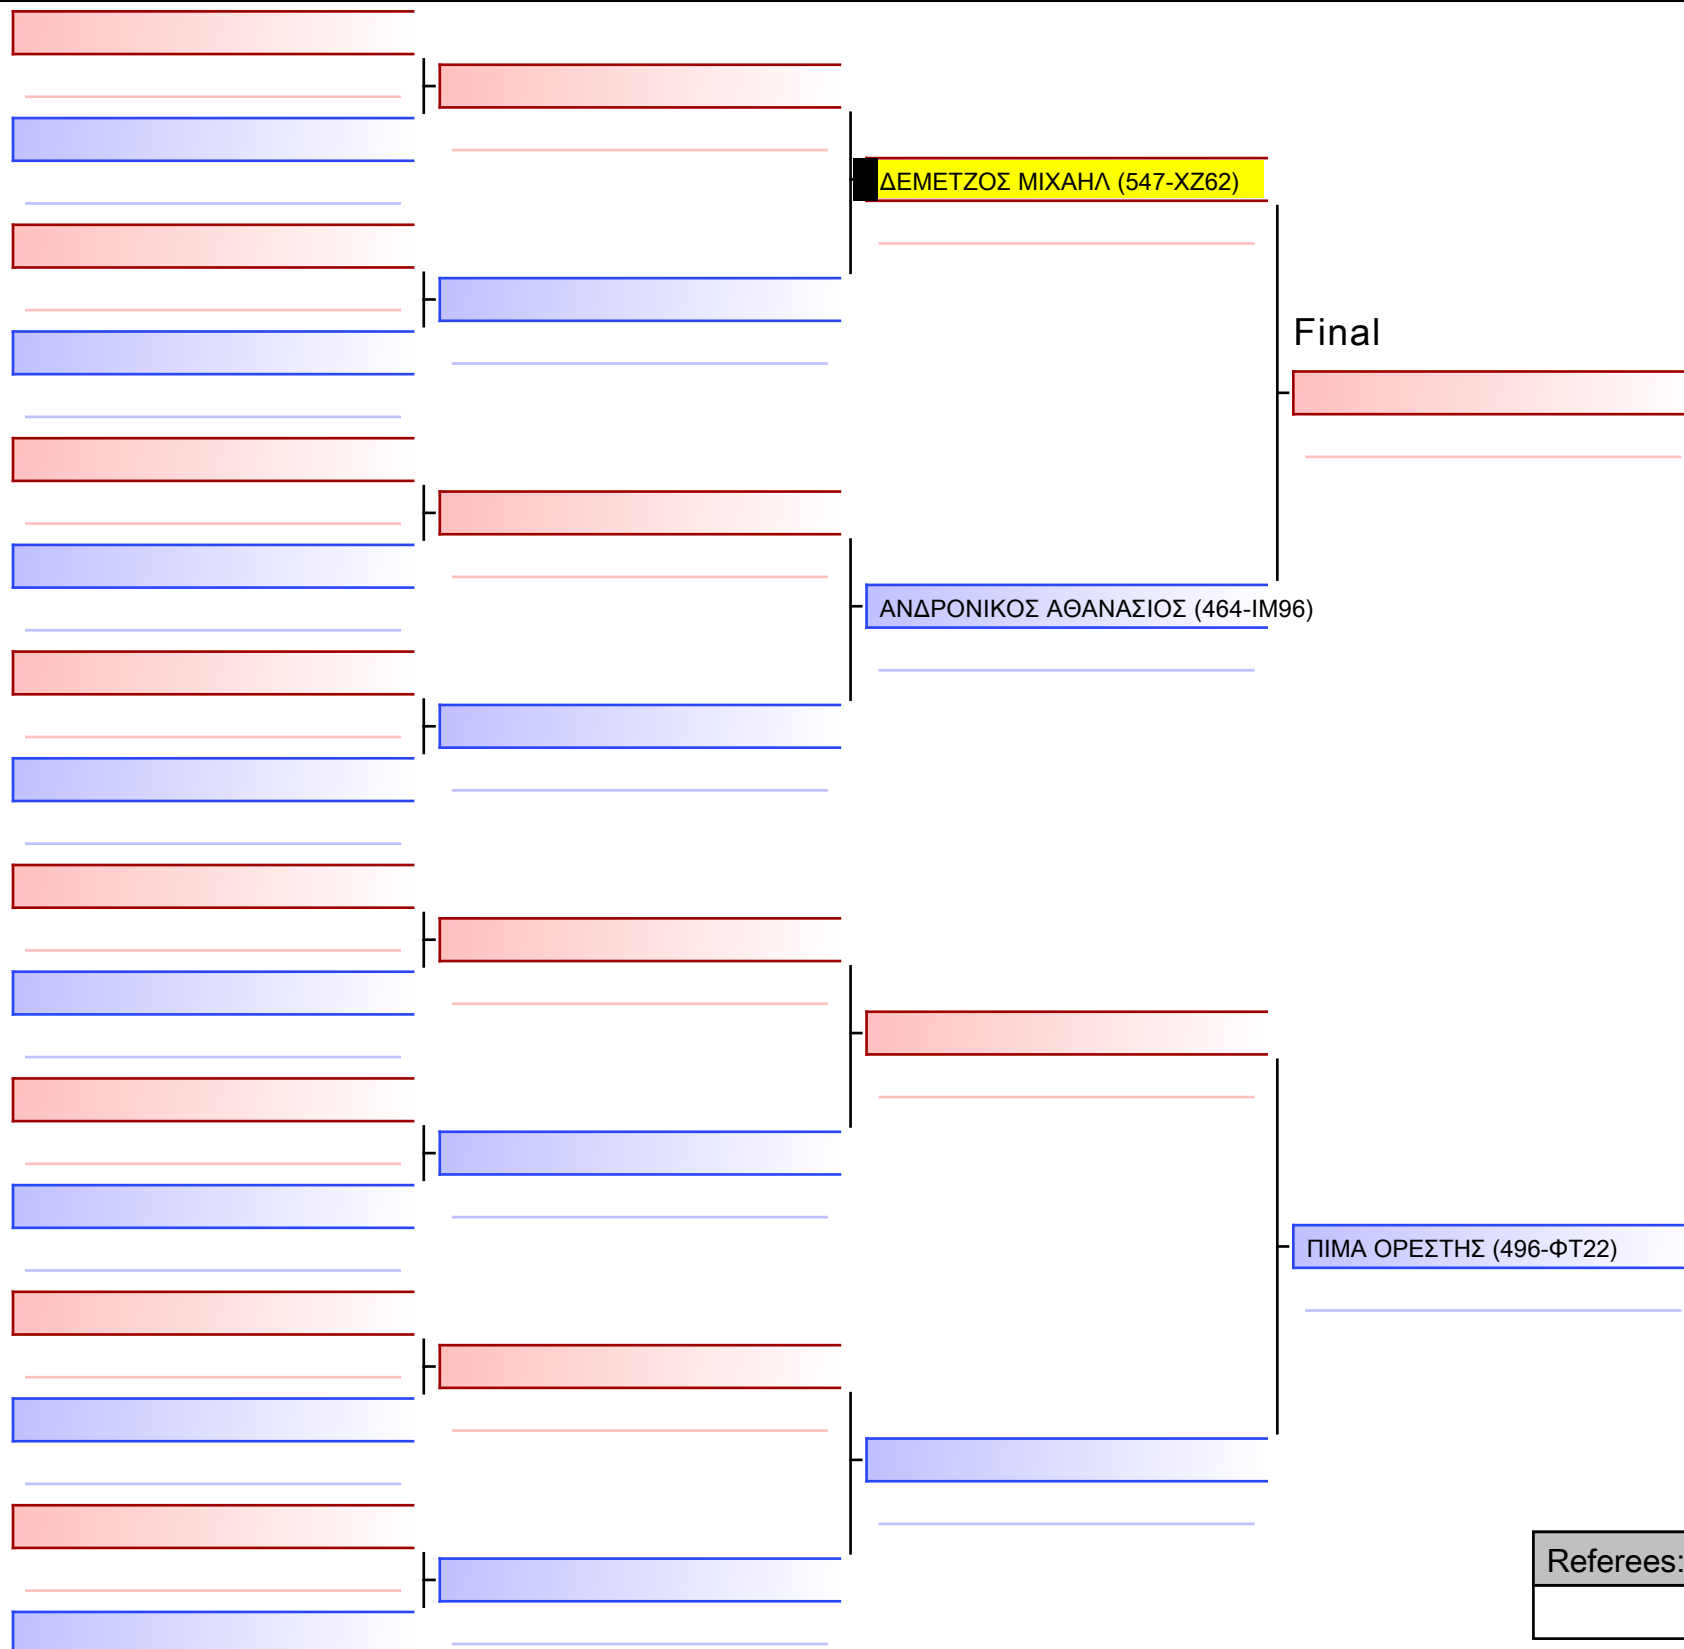 ΔΕΜΕΤΖΟΣ ΜΙΧΑΗΛ (547-ΧΖ62)
Final
ΑΝΔΡΟΝΙΚΟΣ ΑΘΑΝΑΣΙΟΣ (464-ΙΜ96)
ΠΙΜΑ ΟΡΕΣΤΗΣ (496-ΦΤ22)
Referees: